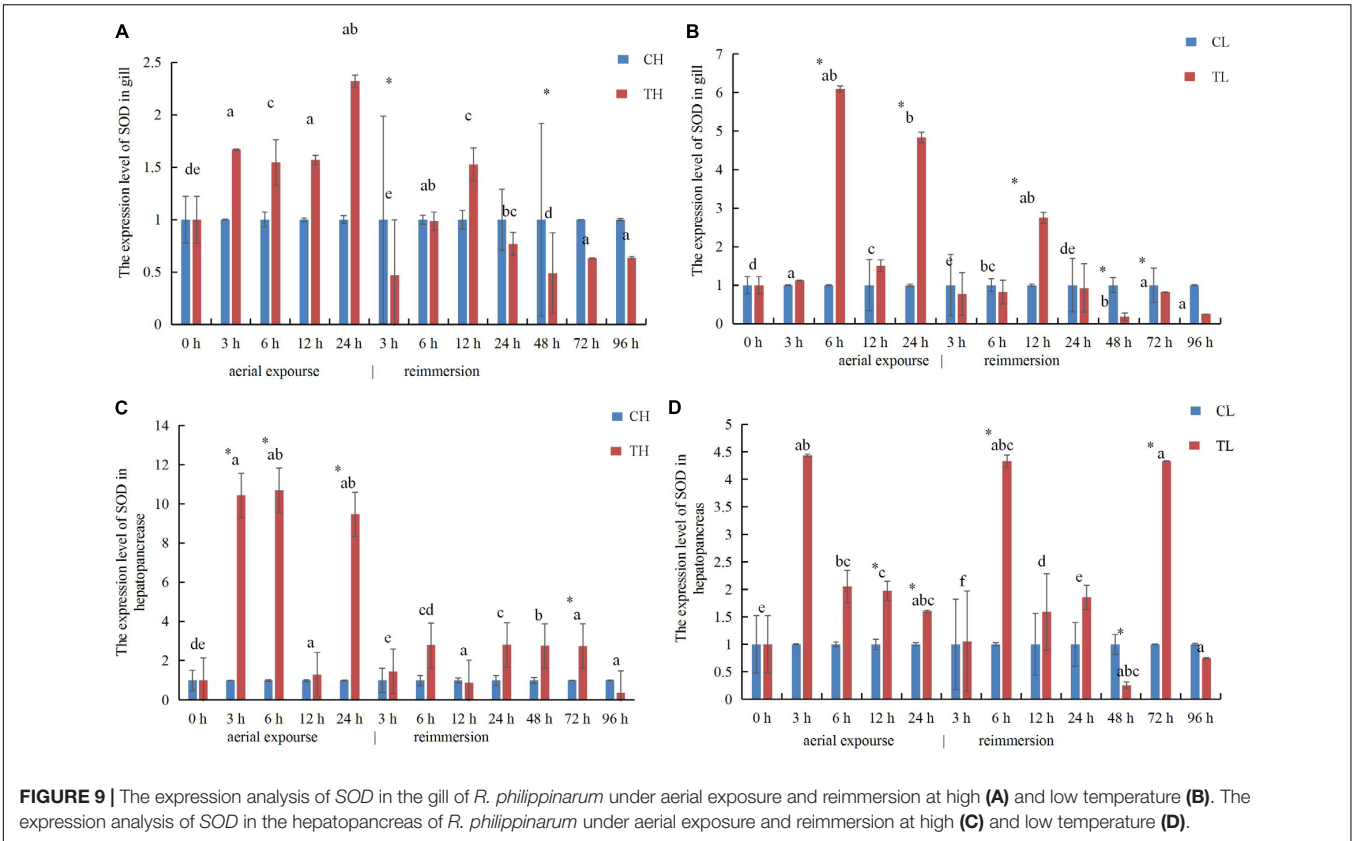 A
The expression level of SOD in gill
2.5
2
1.5
1
0.5
0
de
a
c
a
ab
*
e
ab
c
bc
*
d
a
a
CH
TH
0 h 3 h 6 h 12 h 24 h 3 h 6 h 12 h 24 h 48 h 72 h 96 h
aerial expourse | reimmersion
B
The expression level of SOD in gill
7
6
5
4
3
2
1
0
d
a
*
ab
c
*
b
e
bc
*
ab
de
*
b
*
a
a
CL
TL
0 h 3 h 6 h 12 h 24 h 3 h 6 h 12 h 24 h 48 h 72 h 96 h
aerial expourse | reimmersion
C
The expression level of SOD in
hepatopancrease
14
12
10
8
6
4
2
0
de
*
a
*
ab
a
*
ab
e
cd
a
c
b
*
a
a
CH
TH
0 h 3 h 6 h 12 h 24 h 3 h 6 h 12 h 24 h 48 h 72 h 96 h
aerial expourse | reimmersion
D
The expression level of SOD in
hepatopancreas
5
4.5
4
3.5
3
2.5
2
1.5
1
0.5
0
e
ab
bc
*
c
*
abc
f
*
abc
d
e
*
abc
*
a
a
CL
TL
0 h 3 h 6 h 12 h 24 h 3 h 6 h 12 h 24 h 48 h 72 h 96 h
aerial expourse | reimmersion
FIGURE 9 | The expression analysis of SOD in the gill of R. philippinarum under aerial exposure and reimmersion at high (A) and low temperature (B). The
expression analysis of SOD in the hepatopancreas of R. philippinarum under aerial exposure and reimmersion at high (C) and low temperature (D).